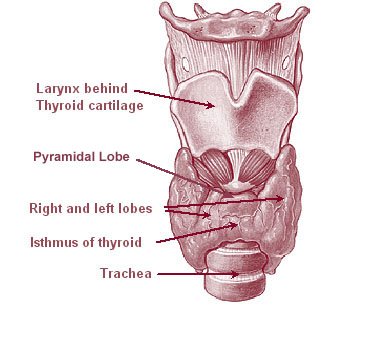 Larynx behind
Thyroid cartilage
Pyramidal Lobe
Right and left lobes
Isthmus of thyroid
Trachea